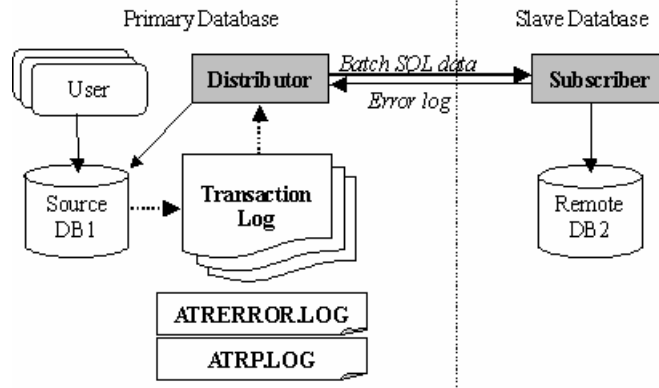 Primary Database
Slave Database
User
Distributor
Batch SQL data
Error log
Subscriber
Source
DB1
Transaction
Log
Remote
DB2
ATRERROR.LOG
ATRP.LOG